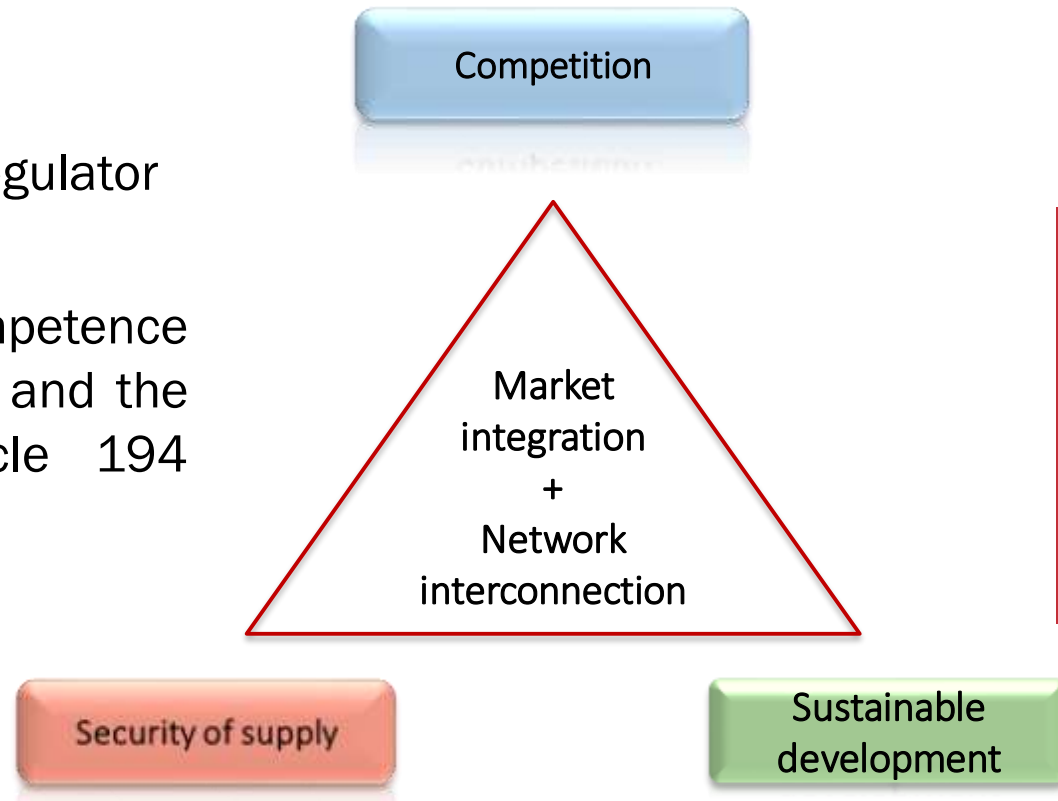 Competition
gulator
npetence
and the
cle 194
Market
integration
+
Network
interconnection
Security of supply
Sustainable
development